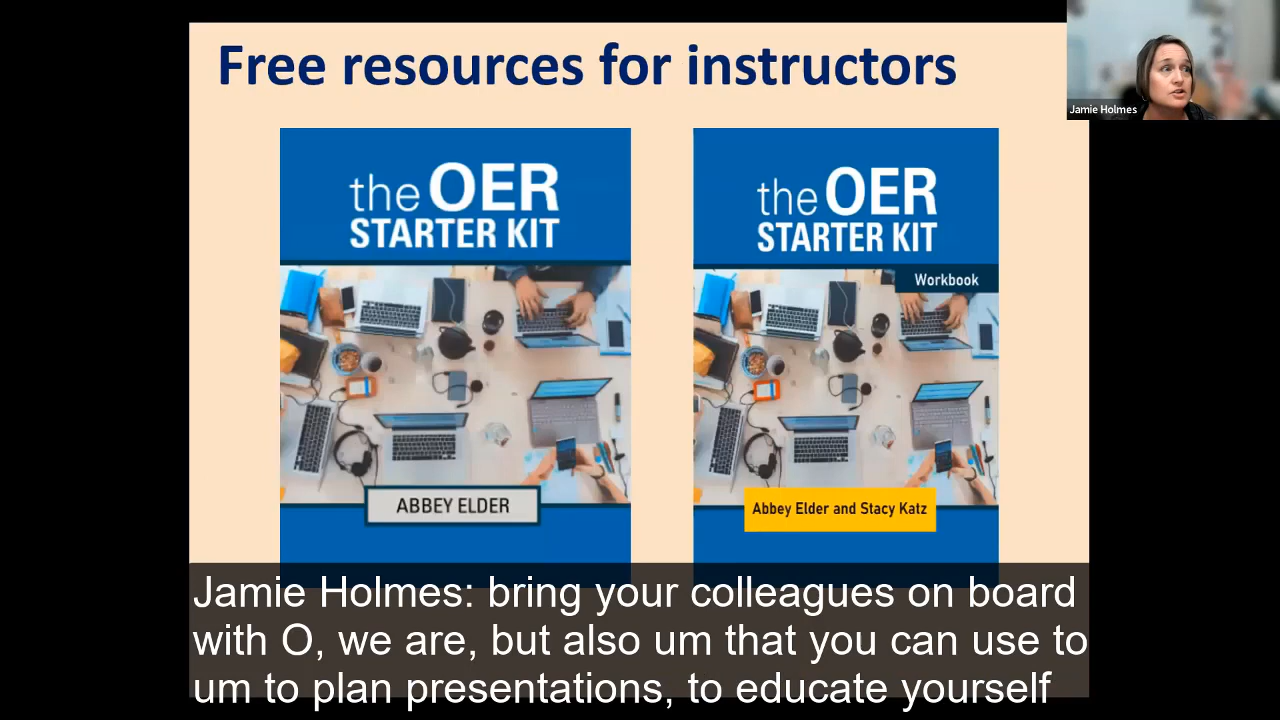 Free resources for instructors
Jamie Holmes
the OER
STARTER KIT
ABBEY ELDER
the OER
STARTER KIT
Workbook
Abbey Elder and Stacy Katz
Jamie Holmes: bring your colleagues on board
with O, we are, but also um that you can use to
um to plan presentations, to educate yourself